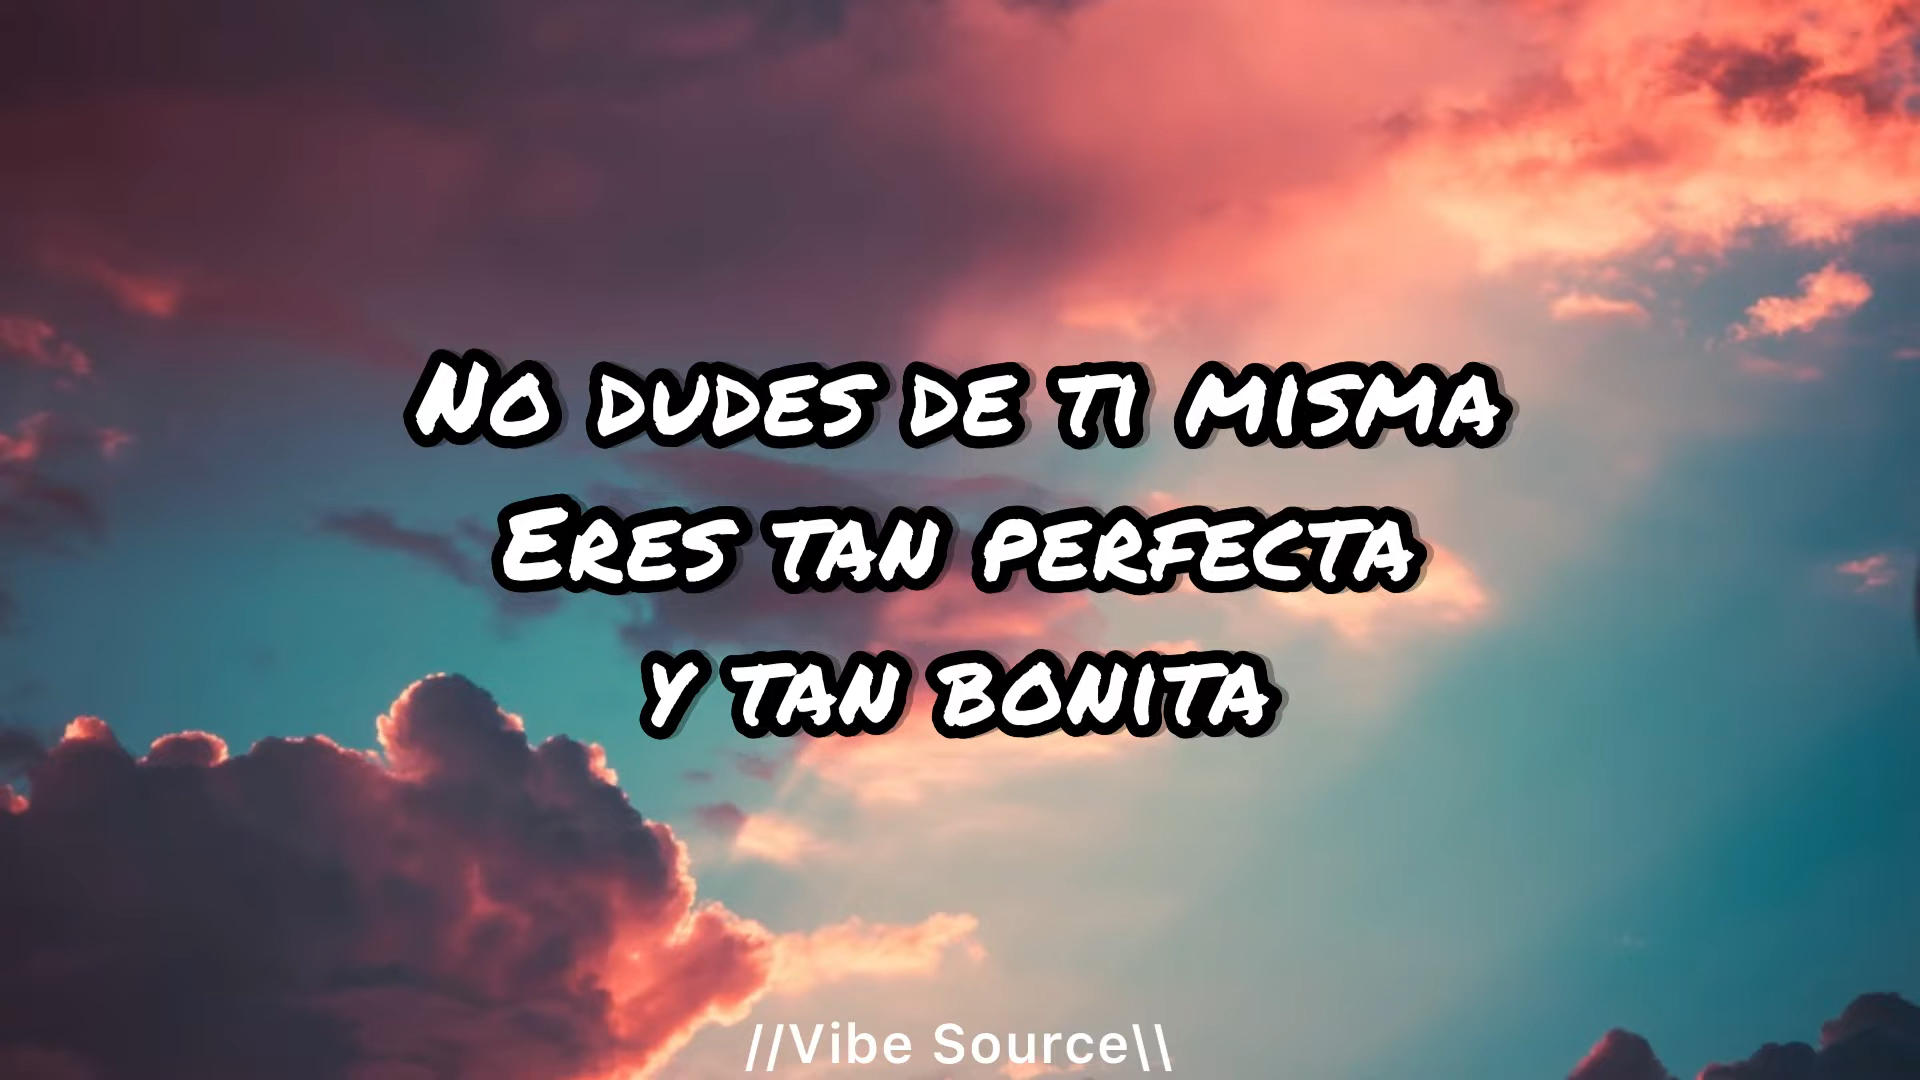 No dudes de ti misma
Eres tan perfecta
y tan bonita
//Vibe Source\\